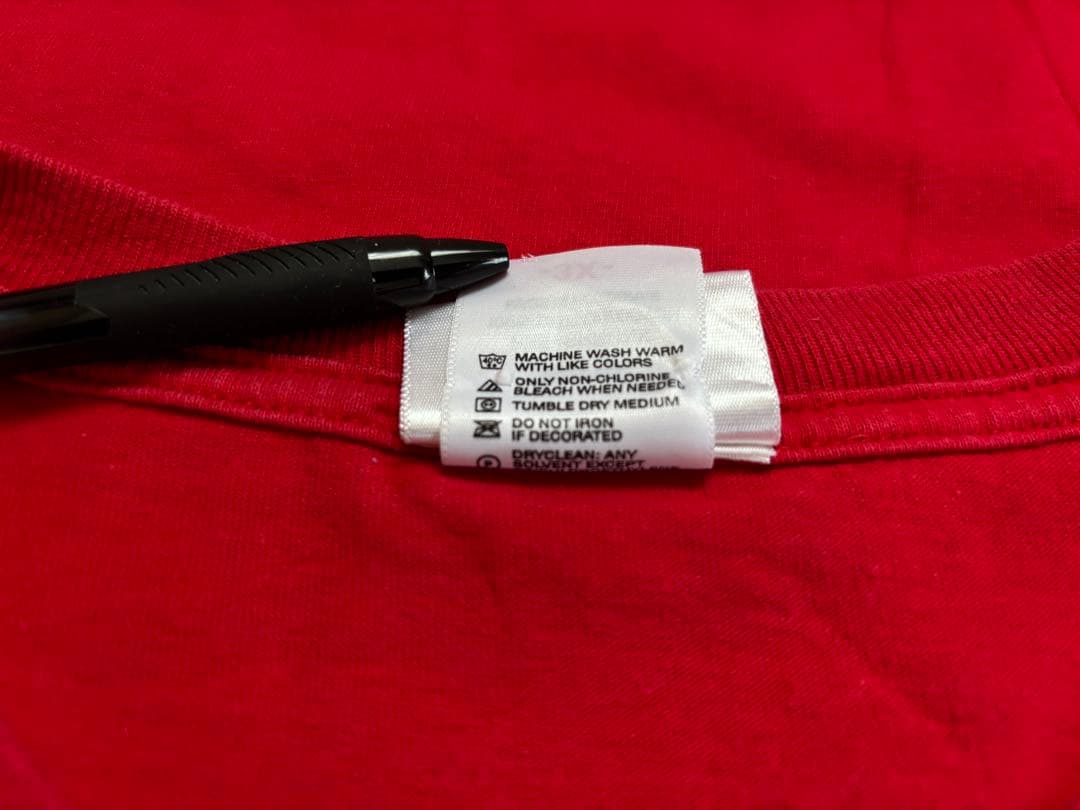 40°C MACHINE WASH WARM
WITH LIKE COLORS
ONLY NON-CHLORINE
BLEACH WHEN NEEDED
TUMBLE DRY MEDIUM
DO NOT IRON
IF DECORATED
P DRYCLEAN: ANY
SOLVENT EXCEPT